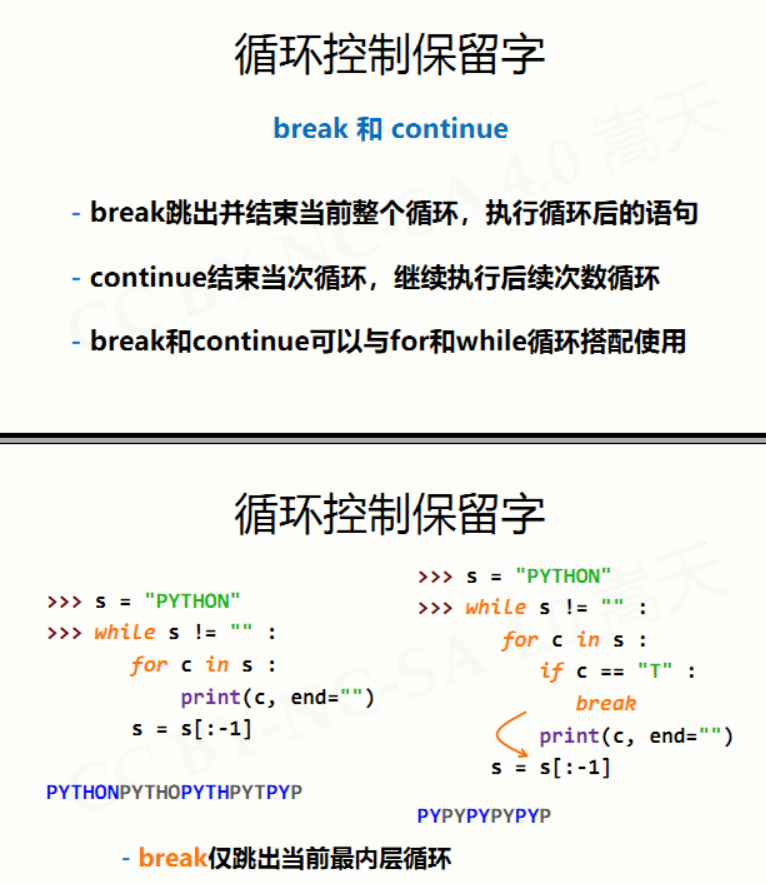 循环控制保留字
break 和 continue
- break跳出并结束当前整个循环，执行循环后的语句
- continue结束当次循环，继续执行后续次数循环
- break和continue可以与for和while循环搭配使用
CC BY-NC-SA 4.0 嵩天
循环控制保留字
>>> s = "PYTHON"
>>> while s != "" :
for c in s :
print(c, end="")
s = s[:-1]
PYTHONPYTHOPYTHPYTPYP
>>> s = "PYTHON"
>>> while s != "" :
for c in s :
if c == "T" :
break
print(c, end="")
s = s[:-1]
PYPYPYPYPYP
- break仅跳出当前最内层循环
CC BY-NC-SA 4.0 嵩天